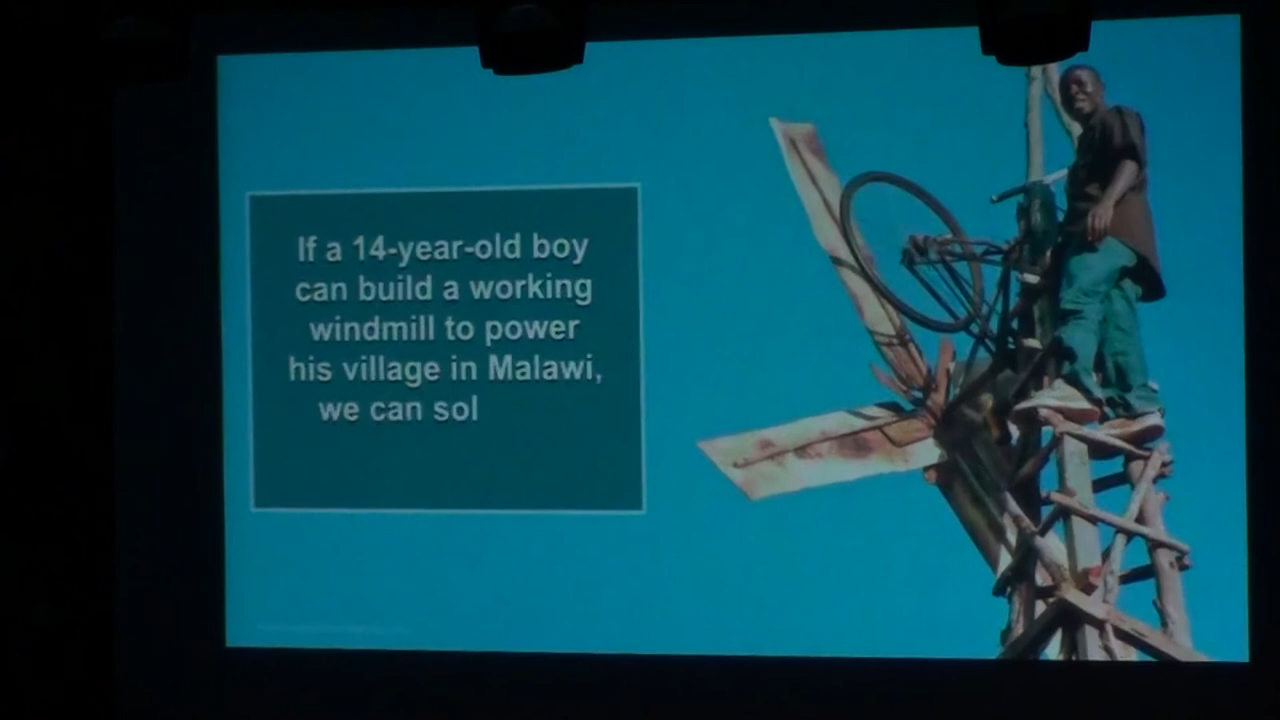 If a 14-year-old boy
can build a working
windmill to power
his village in Malawi,
we can sol